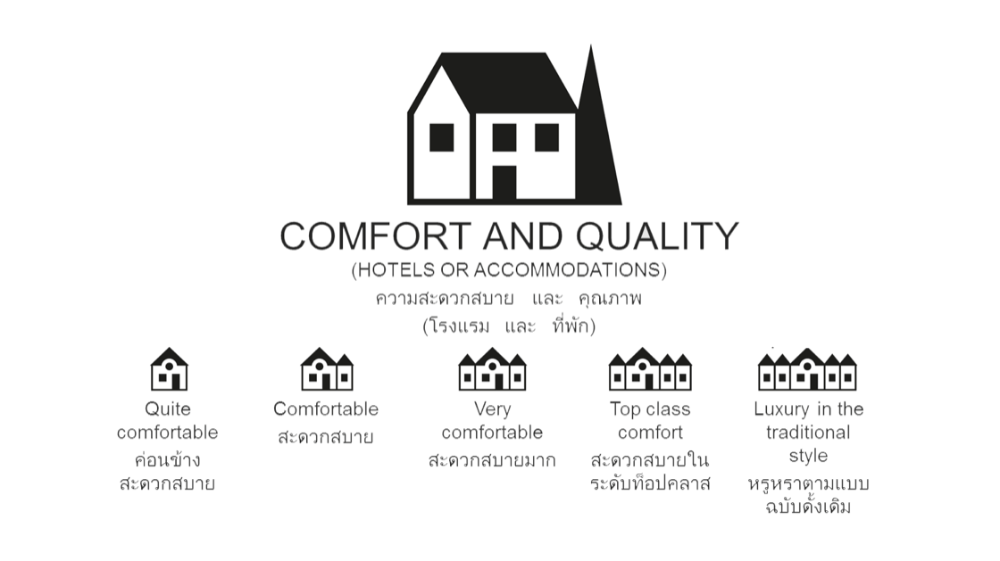 COMFORT AND QUALITY
(HOTELS OR ACCOMMODATIONS)
ความสะดวกสบาย และ คุณภาพ
(โรงแรม และ ที่พัก)
Quite
comfortable
ค่อนข้าง
สะดวกสบาย
Comfortable
สะดวกสบาย
Very
comfortable
สะดวกสบายมาก
Top class
comfort
สะดวกสบายใน
ระดับท็อปคลาส
Luxury in the
traditional
style
หรูหราตามแบบ
ฉบับดั้งเดิม